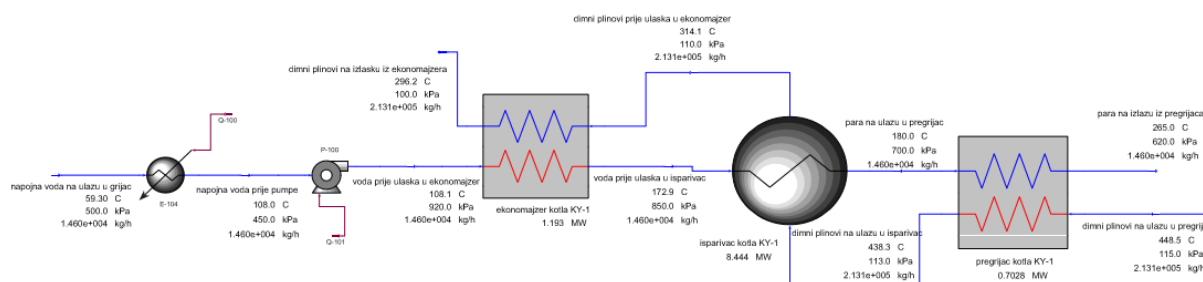 dimni plinovi prije ulaska u ekonomajzer
314.1 C
110.0 kPa
2.131e+005 kg/h
dimni plinovi na izlasku iz ekonomajzera
296.2 C
100.0 kPa
2.131e+005 kg/h
Q-100
napojna voda na ulazu u grijac
59.30 C
500.0 kPa
1.460e+004 kg/h
E-104
napojna voda prije pumpe
108.0 C
450.0 kPa
1.460e+004 kg/h
P-100
Q-101
voda prije ulaska u ekonomajzer
108.1 C
920.0 kPa
1.460e+004 kg/h
ekonomajzer kotla KY-1
1.193 MW
voda prije ulaska u isparivac
172.9 C
850.0 kPa
1.460e+004 kg/h
isparivac kotla KY-1
8.444 MW
para na ulazu u pregrijac
180.0 C
700.0 kPa
1.460e+004 kg/h
dimni plinovi na ulazu u isparivac
438.3 C
113.0 kPa
2.131e+005 kg/h
pregrijac kotla KY-1
0.7028 MW
para na izlazu iz pregrijaca
265.0 C
620.0 kPa
1.460e+004 kg/h
dimni plinovi na ulazu u pregrij
448.5 C
115.0 kPa
2.131e+005 kg/h